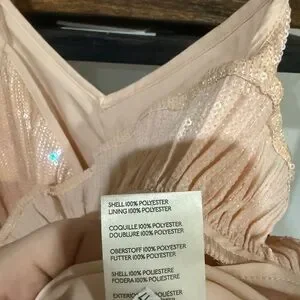 SHELL 100% POLYESTER
LINING 100% POLYESTER
COQUILLE 100% POLYESTER
DOUBLURE 100% POLYESTER
OBERSTOFF 100% POLYESTER
FUTTER 100% POLYESTER
SHELL 100% POLIESTERE
FODERA 100% POLIESTERE
POLIÉSTER